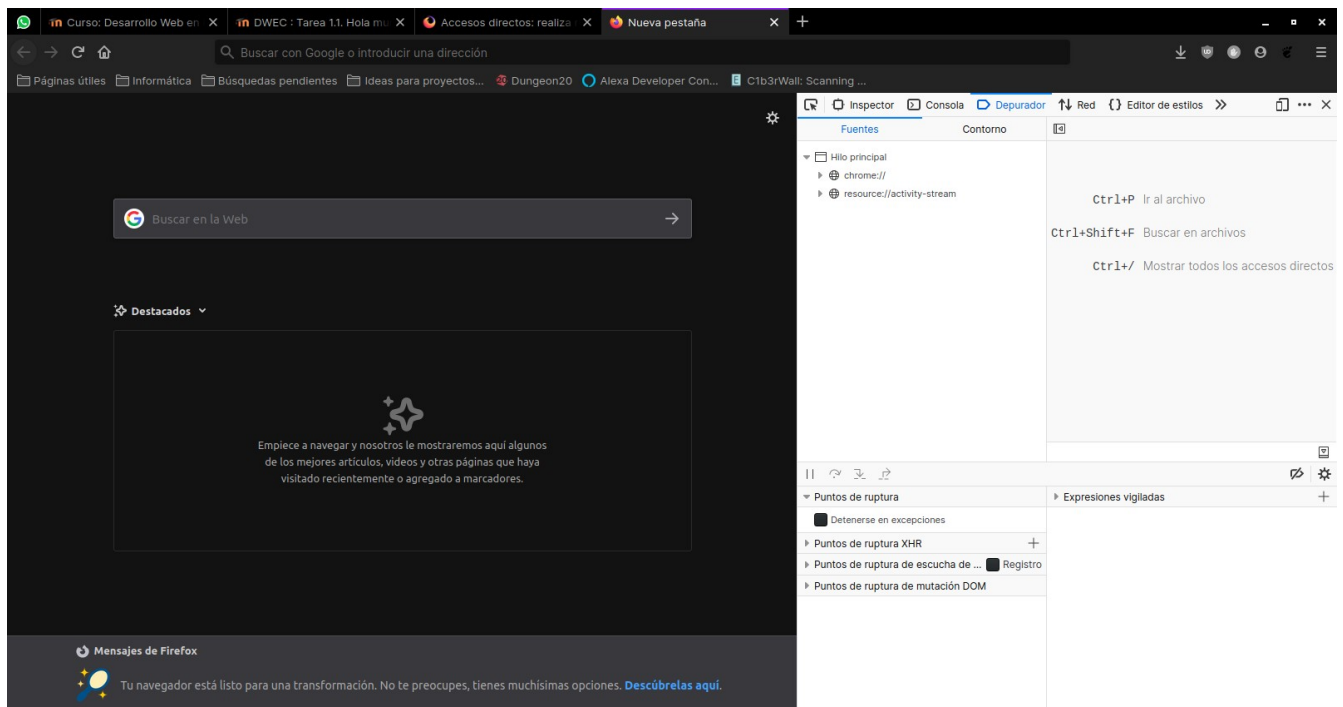 Curso: Desarrollo Web en
DWEC : Tarea 1.1. Hola mu
Accesos directos: realiza
Nueva pestaña
Buscar con Google o introducir una dirección
Páginas útiles Informática Búsquedas pendientes Ideas para proyectos... Dungeon20 Alexa Developer Con... C1b3rWall: Scanning ...
Inspector Consola Depurador Red {} Editor de estilos
Fuentes Contorno
Hilo principal
chrome://
resource://activity-stream
Ctrl+P Ir al archivo
Ctrl+Shift+F Buscar en archivos
Ctrl+/ Mostrar todos los accesos directos
Buscar en la Web
Destacados
Empiece a navegar y nosotros le mostraremos aquí algunos
de los mejores artículos, videos y otras páginas que haya
visitado recientemente o agregado a marcadores.
Puntos de ruptura
Expresiones vigiladas
Detenerse en excepciones
Puntos de ruptura XHR
Puntos de ruptura de escucha de ... Registro
Puntos de ruptura de mutación DOM
Mensajes de Firefox
Tu navegador está listo para una transformación. No te preocupes, tienes muchísimas opciones. Descúbrelas aquí.